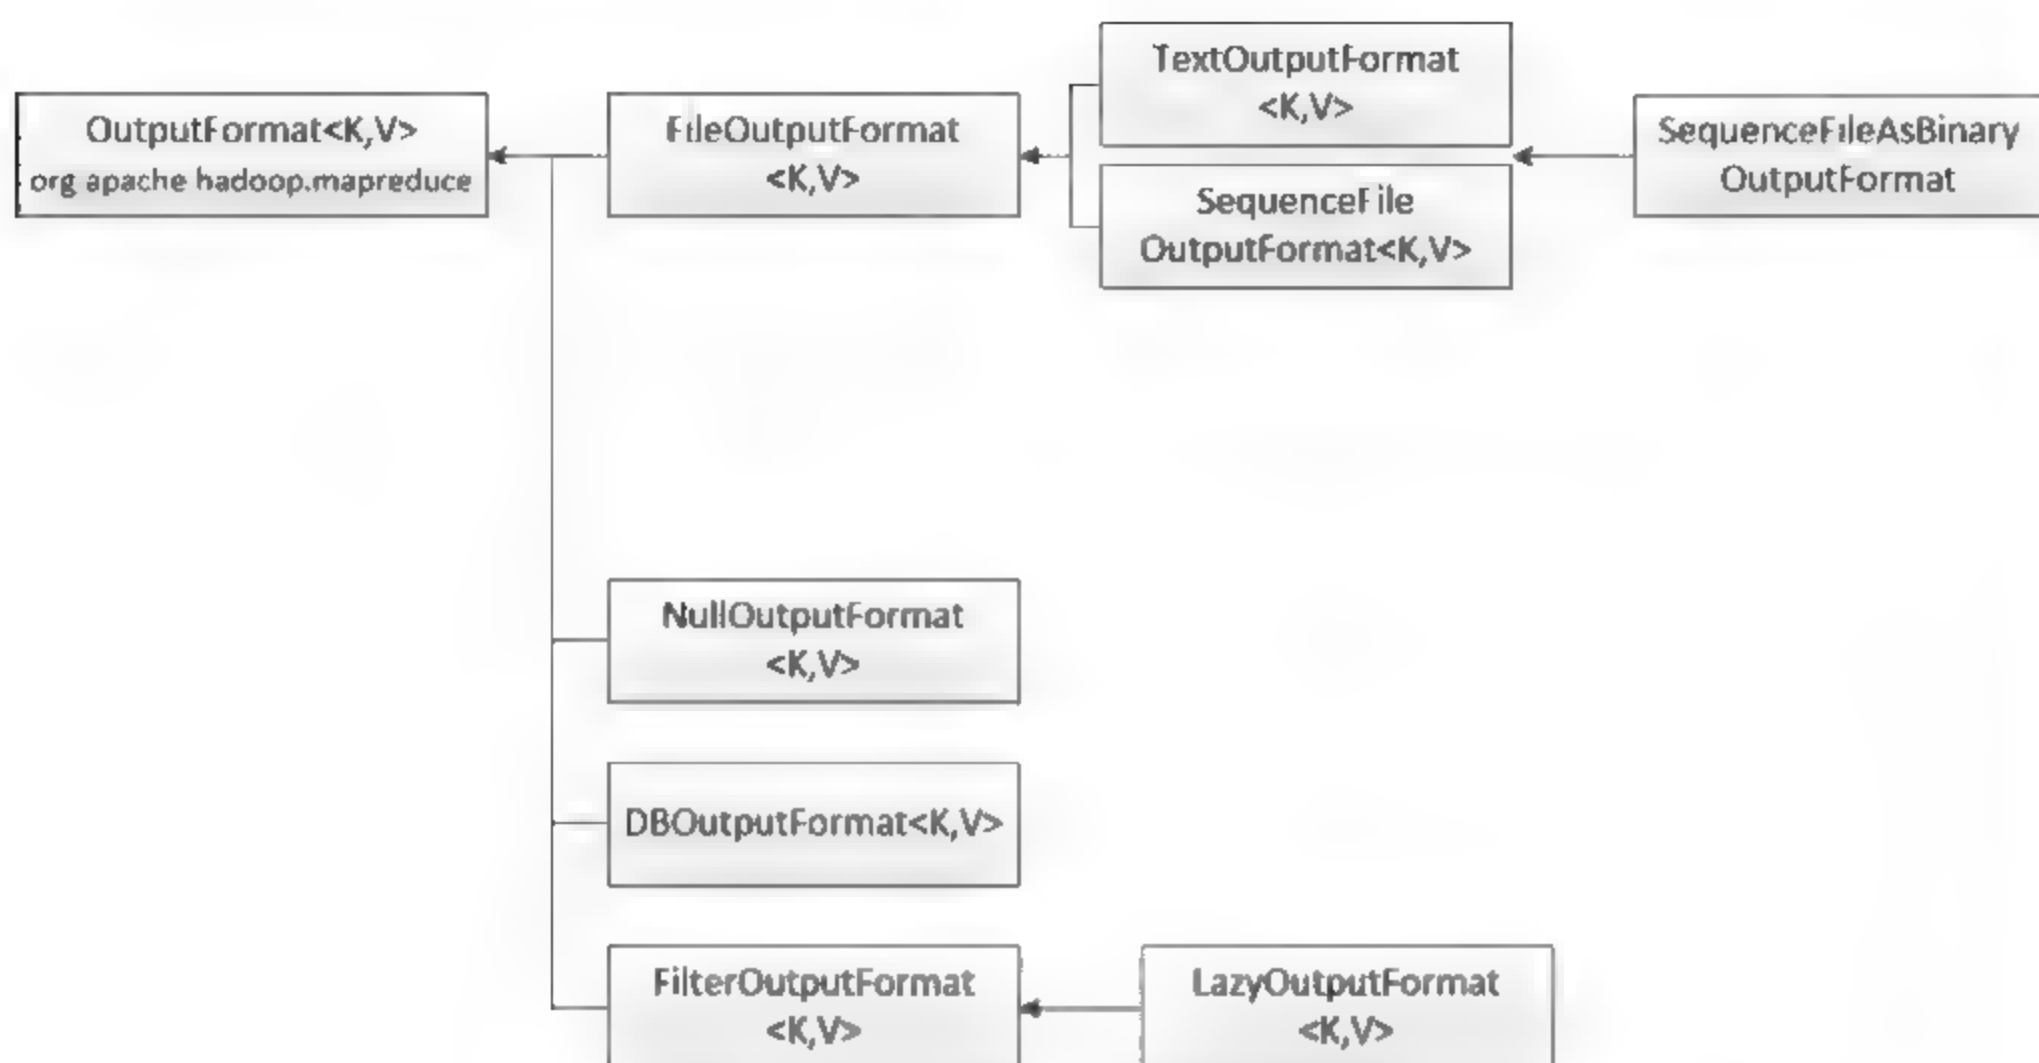 OutputFormat<K,V>
org apache hadoop.mapreduce
FileOutputFormat
<K,V>
TextOutputFormat
<K,V>
SequenceFile
OutputFormat<K,V>
SequenceFileAsBinary
OutputFormat
NullOutputFormat
<K,V>
DBOutputFormat<K,V>
FilterOutputFormat
<K,V>
LazyOutputFormat
<K,V>